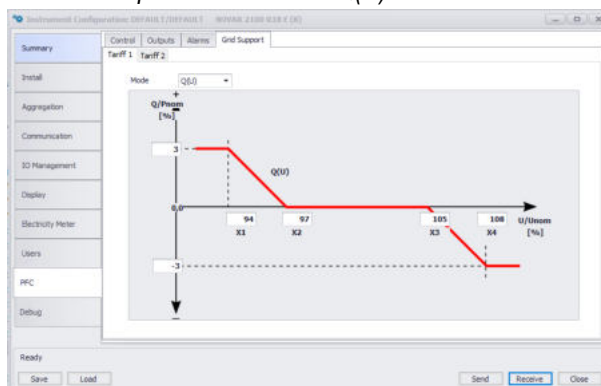 Instrument Configuration DEFAULT/DEFAULT
Control Outputs Alarms Grid Support
Summary
Tariff 1 Tariff 2
Install
Mode Q(U)
Aggregation
+
Q/Pnom
[%]
Communication
3
Q(U)
IO Management
Display
0,0
Electricity Meter
94 97 105 108 U/Unom
X1 X2 X3 X4 [%]
Users
-3
PFC
Debug
Ready
Save Load Send Receive Close